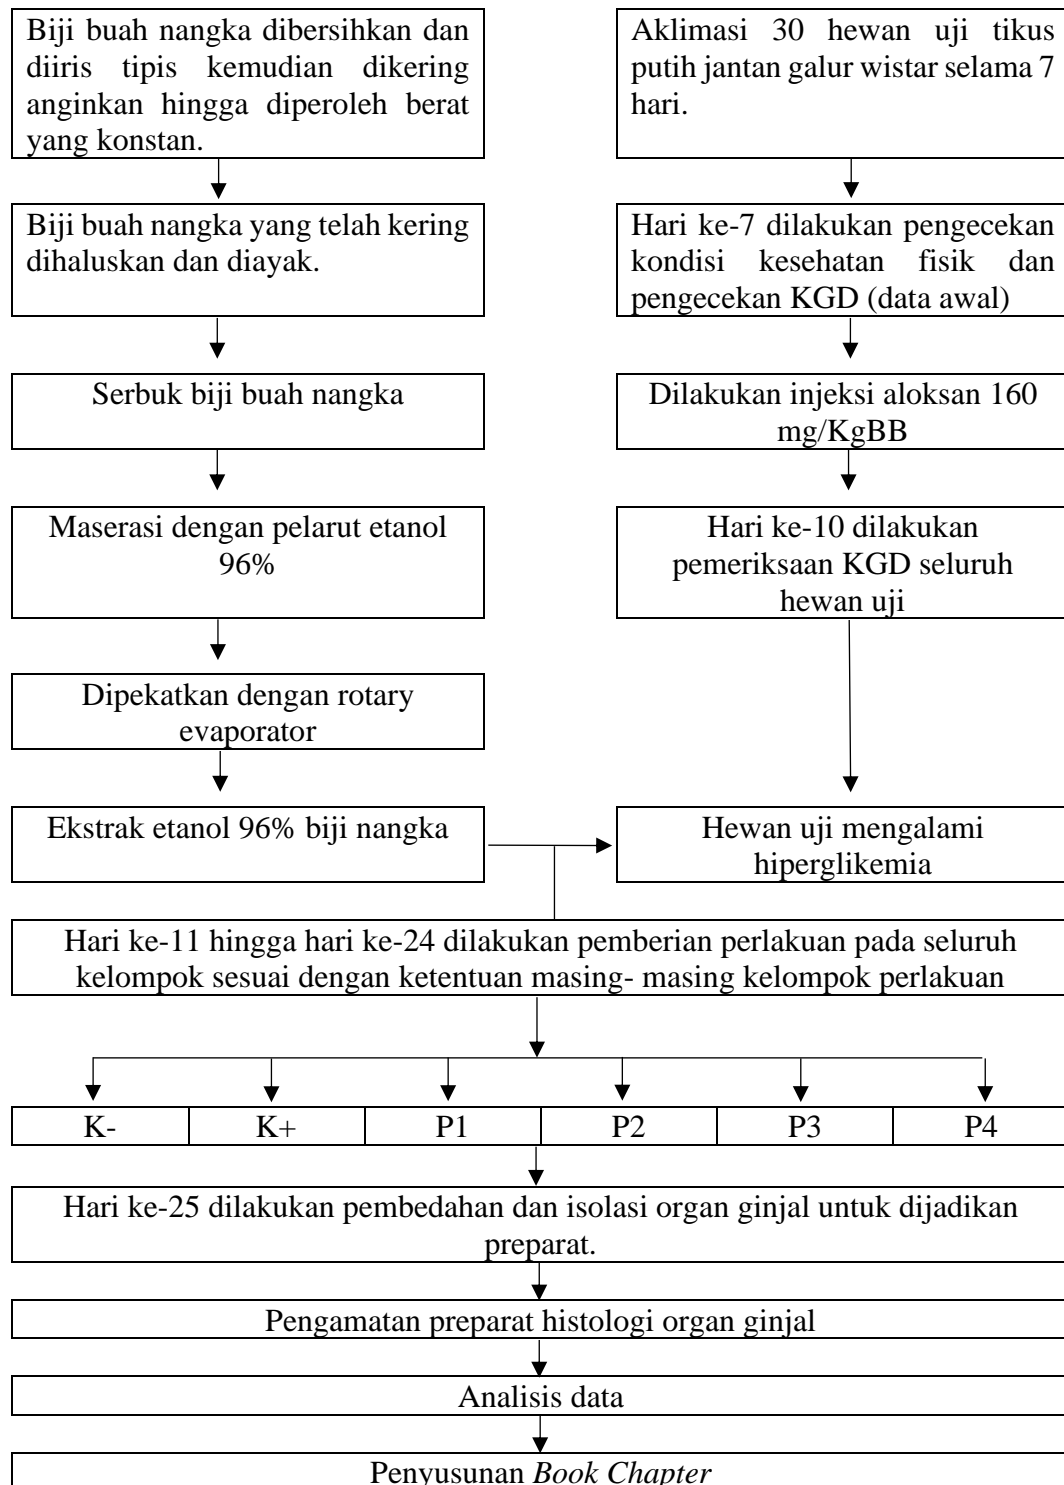 Biji buah nangka dibersihkan dan
diiris tipis kemudian dikering
anginkan hingga diperoleh berat
yang konstan.
Biji buah nangka yang telah kering
dihaluskan dan diayak.
Serbuk biji buah nangka
Maserasi dengan pelarut etanol
96%
Dipekatkan dengan rotary
evaporator
Ekstrak etanol 96% biji nangka
Aklimasi 30 hewan uji tikus
putih jantan galur wistar selama 7
hari.
Hari ke-7 dilakukan pengecekan
kondisi kesehatan fisik dan
pengecekan KGD (data awal)
Dilakukan injeksi aloksan 160
mg/KgBB
Hari ke-10 dilakukan
pemeriksaan KGD seluruh
hewan uji
Hewan uji mengalami
hiperglikemia
Hari ke-11 hingga hari ke-24 dilakukan pemberian perlakuan pada seluruh
kelompok sesuai dengan ketentuan masing- masing kelompok perlakuan
K- K+ P1 P2 P3 P4
Hari ke-25 dilakukan pembedahan dan isolasi organ ginjal untuk dijadikan
preparat.
Pengamatan preparat histologi organ ginjal
Analisis data
Penyusunan Book Chapter